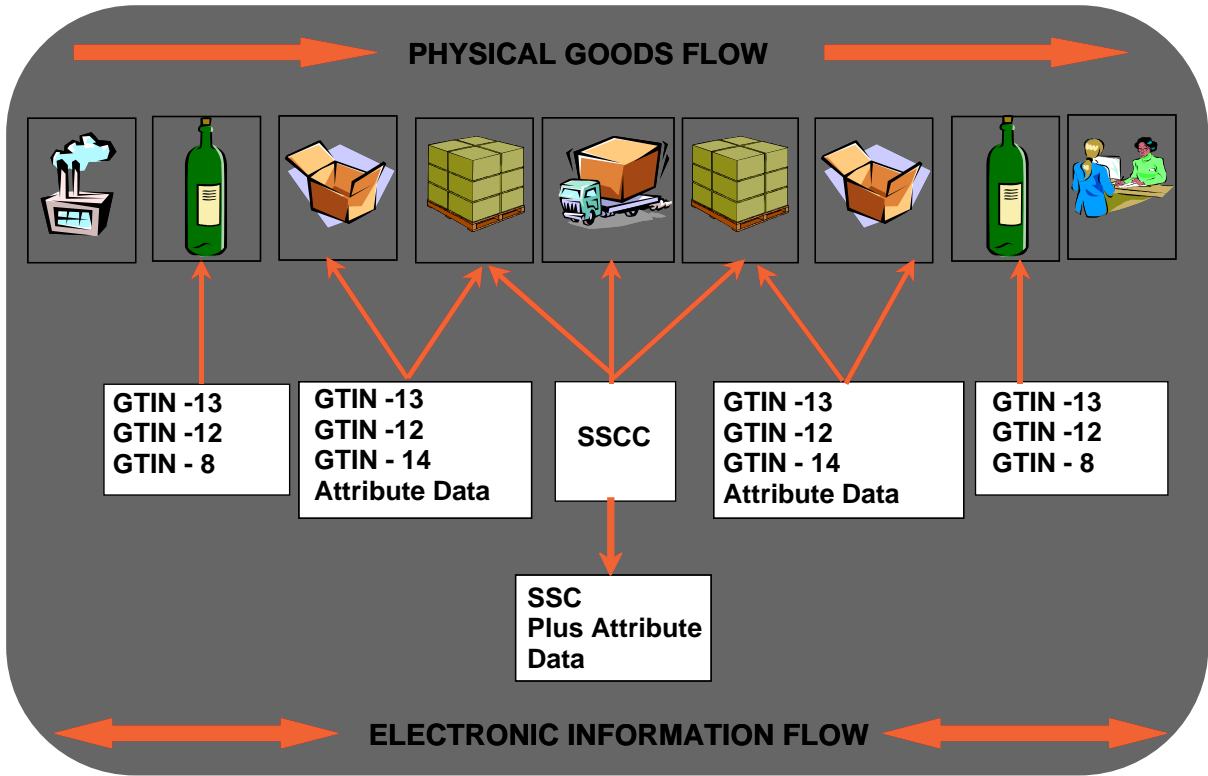 PHYSICAL GOODS FLOW
GTIN -13
GTIN -12
GTIN - 8
GTIN -13
GTIN -12
GTIN - 14
Attribute Data
SSCC
GTIN -13
GTIN -12
GTIN - 14
Attribute Data
GTIN -13
GTIN -12
GTIN - 8
SSC
Plus Attribute
Data
ELECTRONIC INFORMATION FLOW